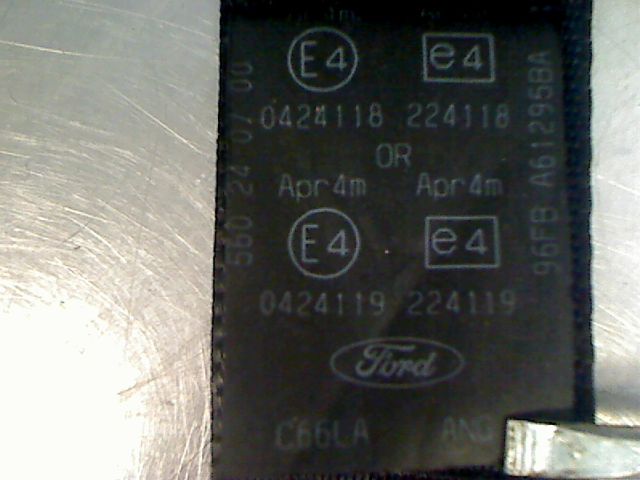 E4 e4
0424118 224118
OR
Apr4m Apr4m
E4 e4
0424119 224119
Ford
C66LA ANG
560 24 07 00
96FB A61295BA